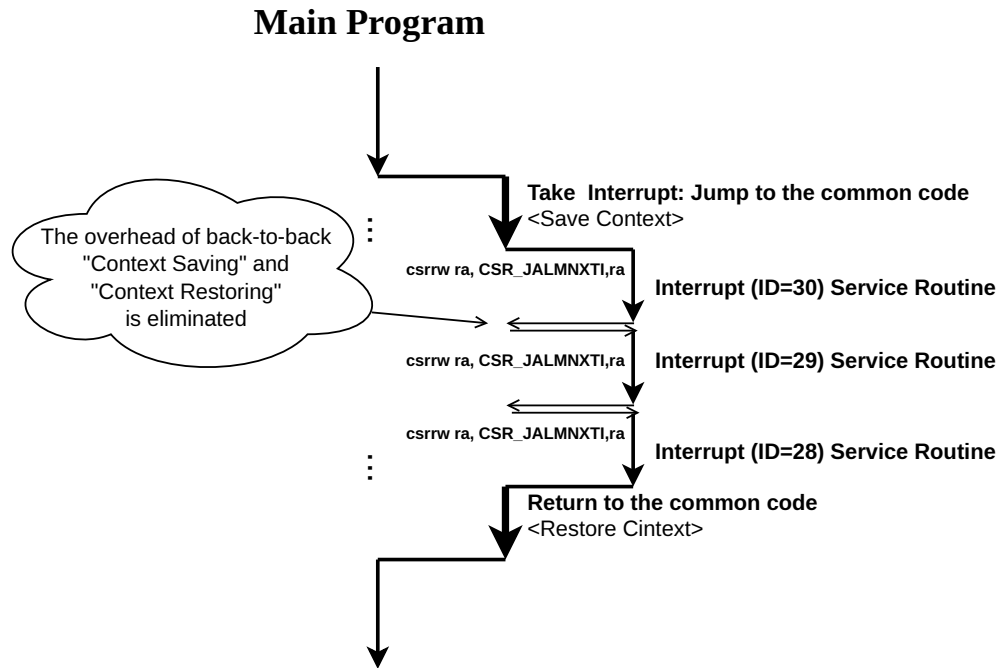 Main Program
Take  Interrupt: Jump to the common code
<Save Context>
The overhead of back-to-back
"Context Saving" and
"Context Restoring"
is eliminated
⋮
csrrw ra, CSR_JALMNXTI,ra
Interrupt (ID=30) Service Routine
csrrw ra, CSR_JALMNXTI,ra
Interrupt (ID=29) Service Routine
csrrw ra, CSR_JALMNXTI,ra
Interrupt (ID=28) Service Routine
⋮
Return to the common code
<Restore Cintext>